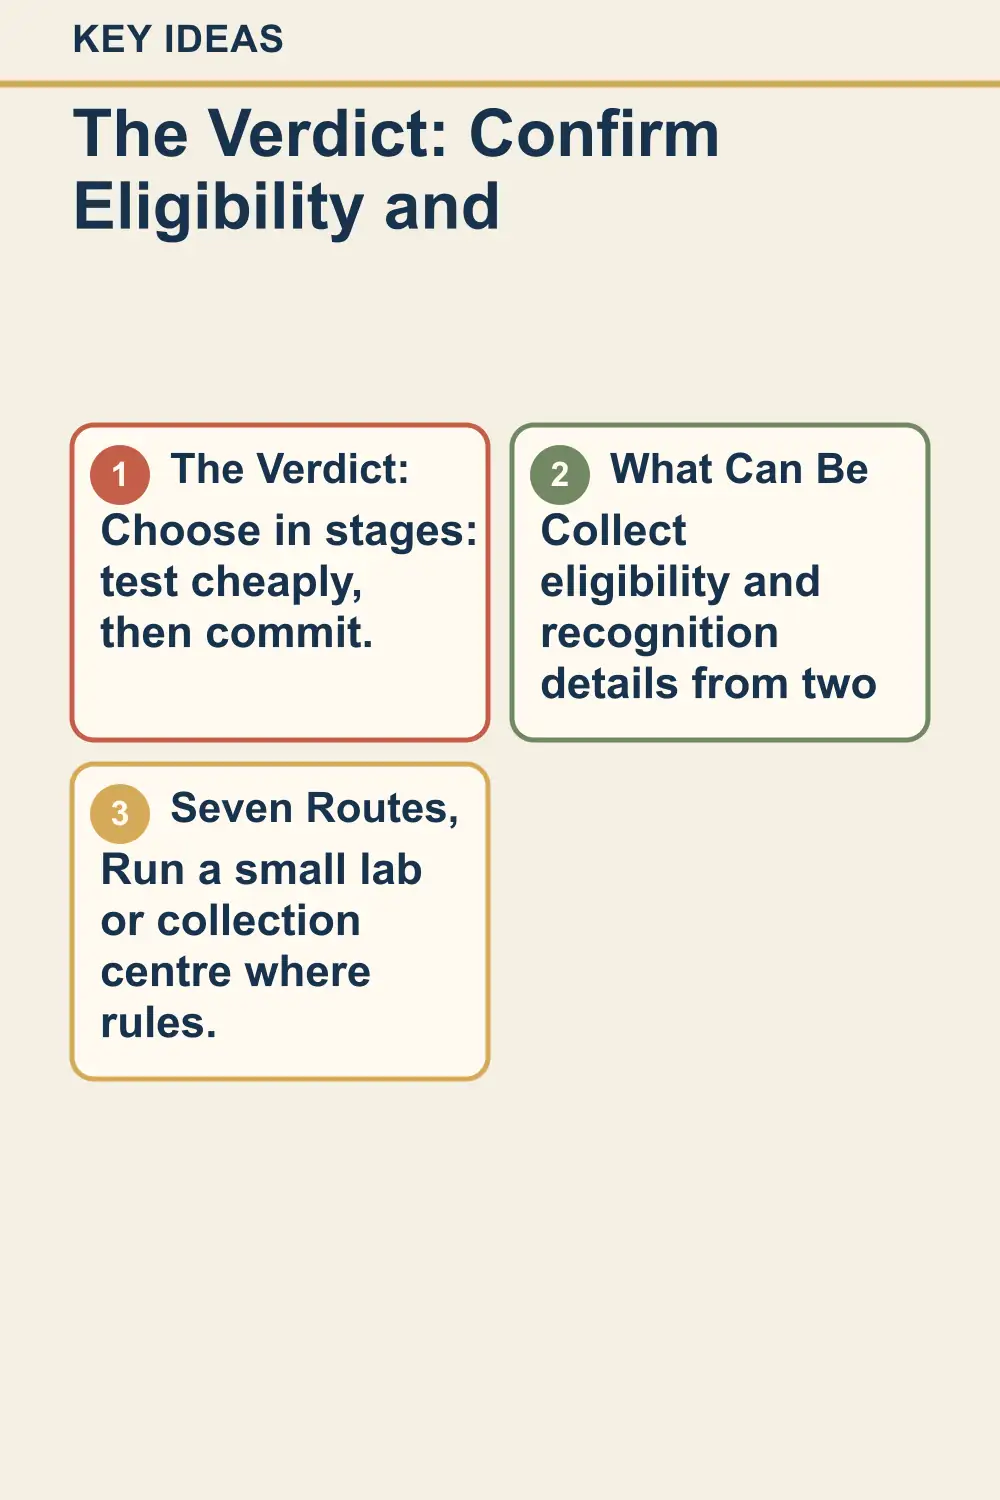 KEY IDEAS
The Verdict: Confirm
Eligibility and
1 The Verdict:
Choose in stages:
test cheaply,
then commit.
2 What Can Be
Collect
eligibility and
recognition
details from two
3 Seven Routes,
Run a small lab
or collection
centre where
rules.